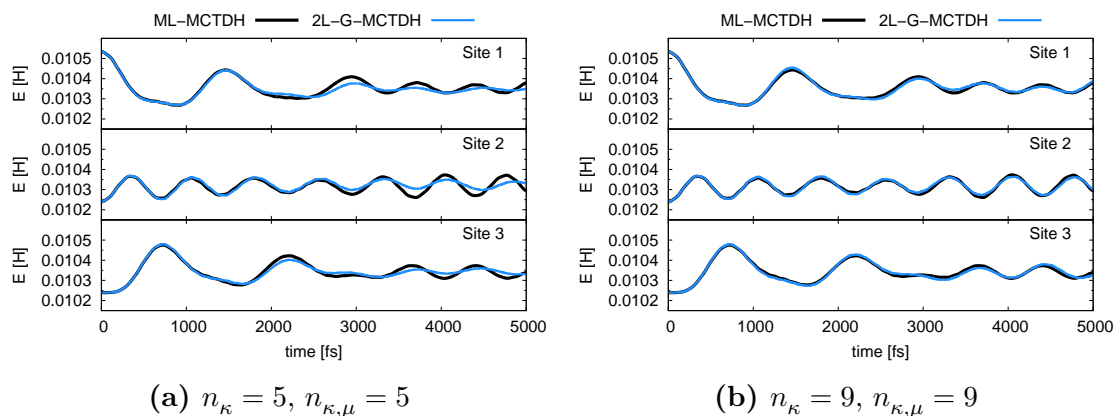 ML−MCTDH 2L−G−MCTDH
E [H] 0.0105 0.0104 0.0103 0.0102 Site 1
E [H] 0.0105 0.0104 0.0103 0.0102 Site 2
E [H] 0.0105 0.0104 0.0103 0.0102 Site 3
0 1000 2000 3000 4000 5000
time [fs]
(a) nκ = 5, nκ,μ = 5
ML−MCTDH 2L−G−MCTDH
E [H] 0.0105 0.0104 0.0103 0.0102 Site 1
E [H] 0.0105 0.0104 0.0103 0.0102 Site 2
E [H] 0.0105 0.0104 0.0103 0.0102 Site 3
0 1000 2000 3000 4000 5000
time [fs]
(b) nκ = 9, nκ,μ = 9